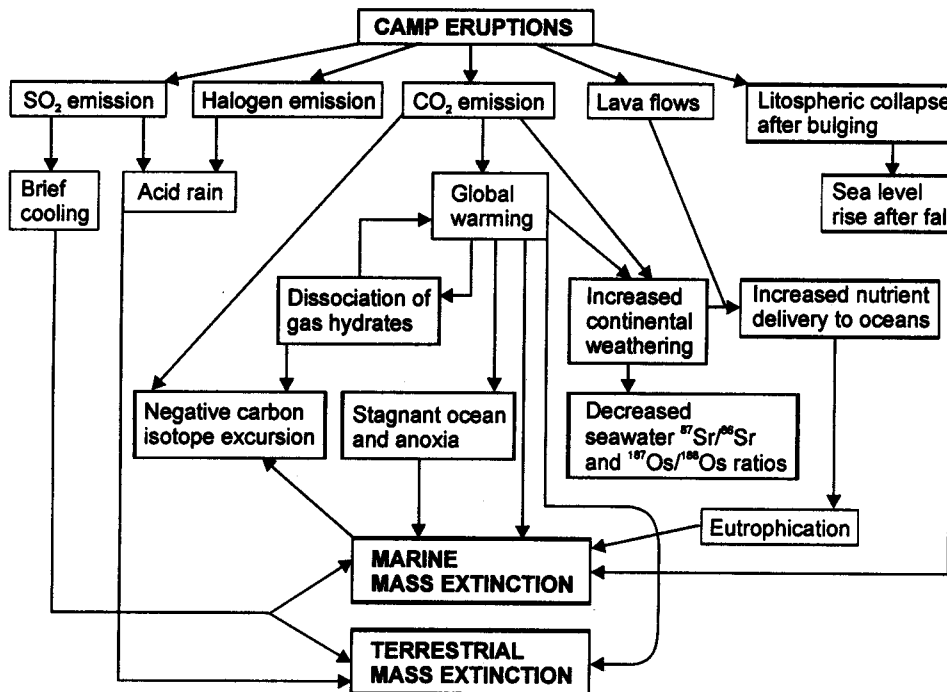 CAMP ERUPTIONS
SO₂ emission
Halogen emission
CO₂ emission
Lava flows
Litospheric collapse
after bulging
Brief
cooling
Acid rain
Global
warming
Sea level
rise after fall
Dissociation of
gas hydrates
Increased
continental
weathering
Increased nutrient
delivery to oceans
Negative carbon
isotope excursion
Stagnant ocean
and anoxia
Decreased
seawater ⁸⁷Sr/⁸⁶Sr
and ¹⁸⁷Os/¹⁸⁸Os ratios
Eutrophication
MARINE
MASS EXTINCTION
TERRESTRIAL
MASS EXTINCTION